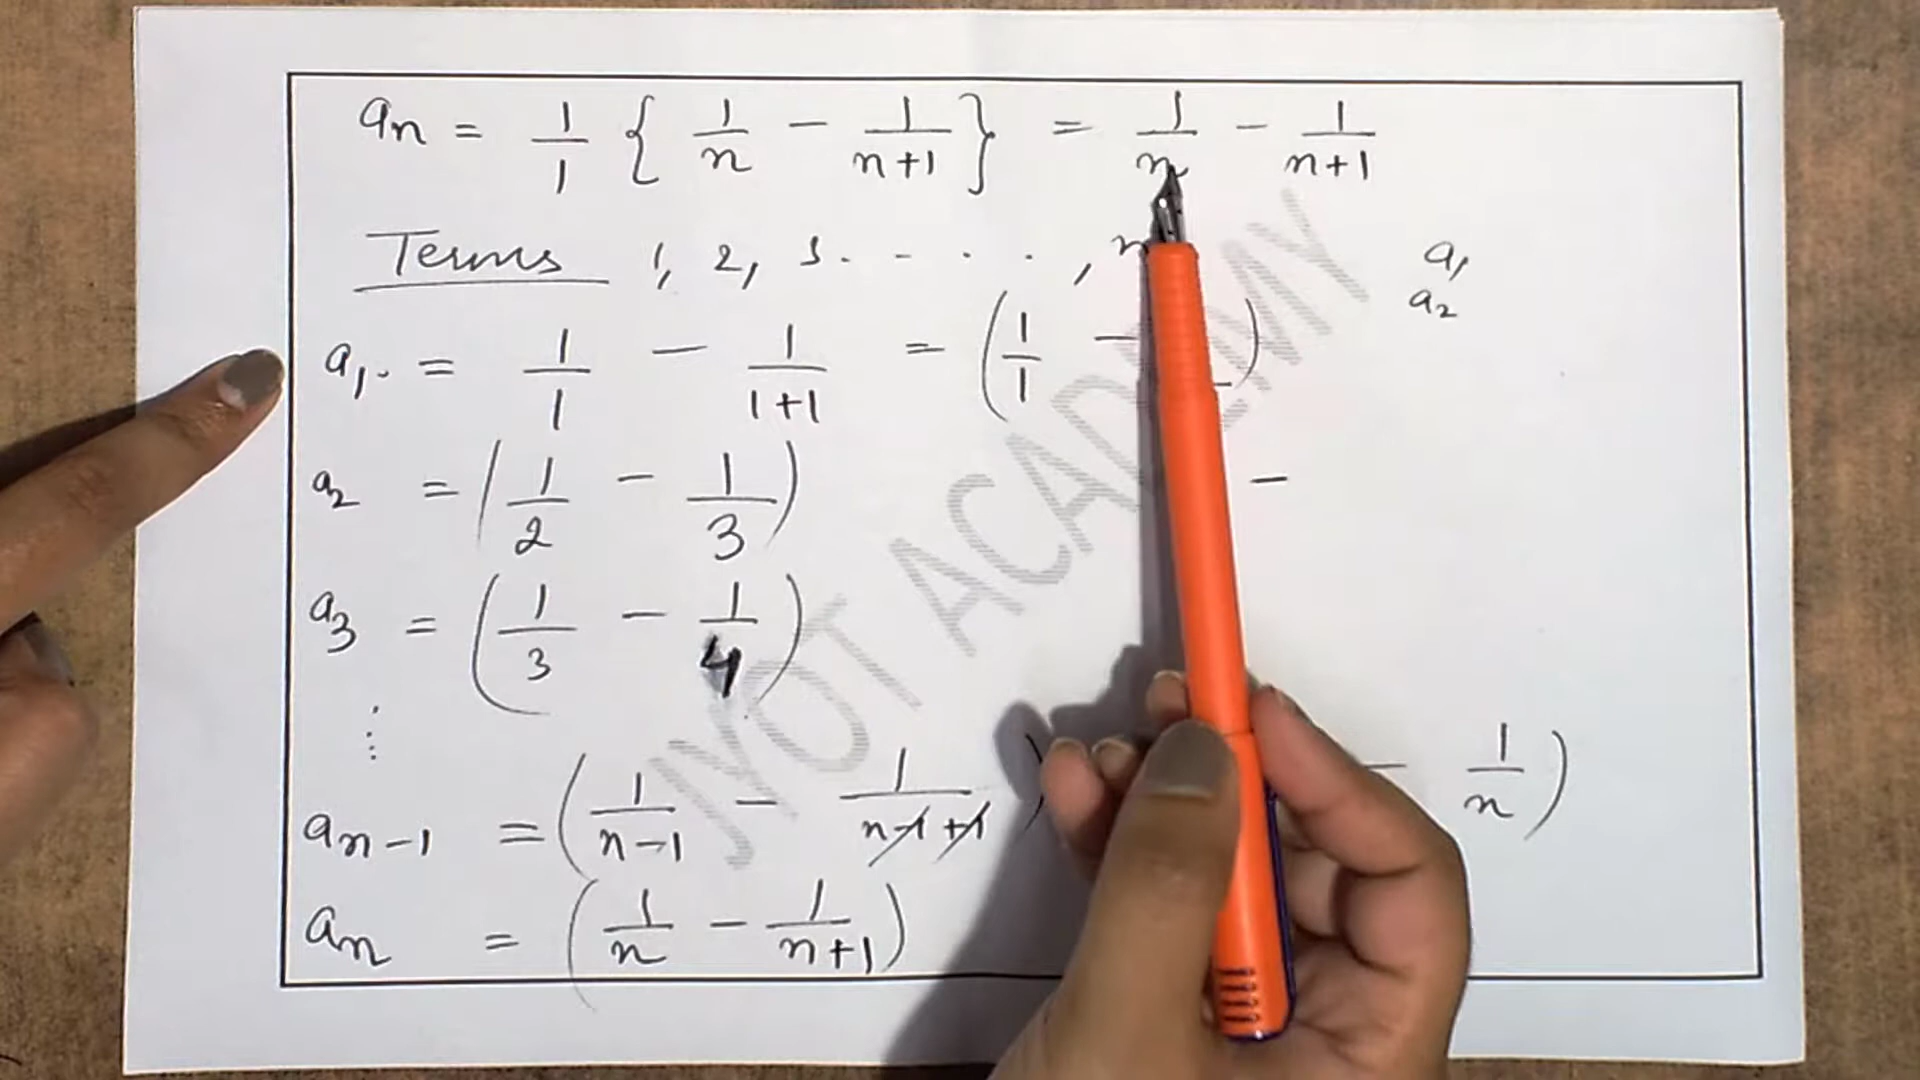 an = 1/1 { 1/n - 1/n+1 } = 1/n - 1/n+1
Terms 1, 2, 3 . - - . . , n
a1
a2
a1. = 1/1 - 1/1+1 = (1/1 - )
a2 = (1/2 - 1/3) -
a3 = (1/3 - 1/4)
⋮
an-1 = (1/n-1 - 1/n-1+1) - 1/n)
an = (1/n - 1/n+1)
JYOT ACADEMY